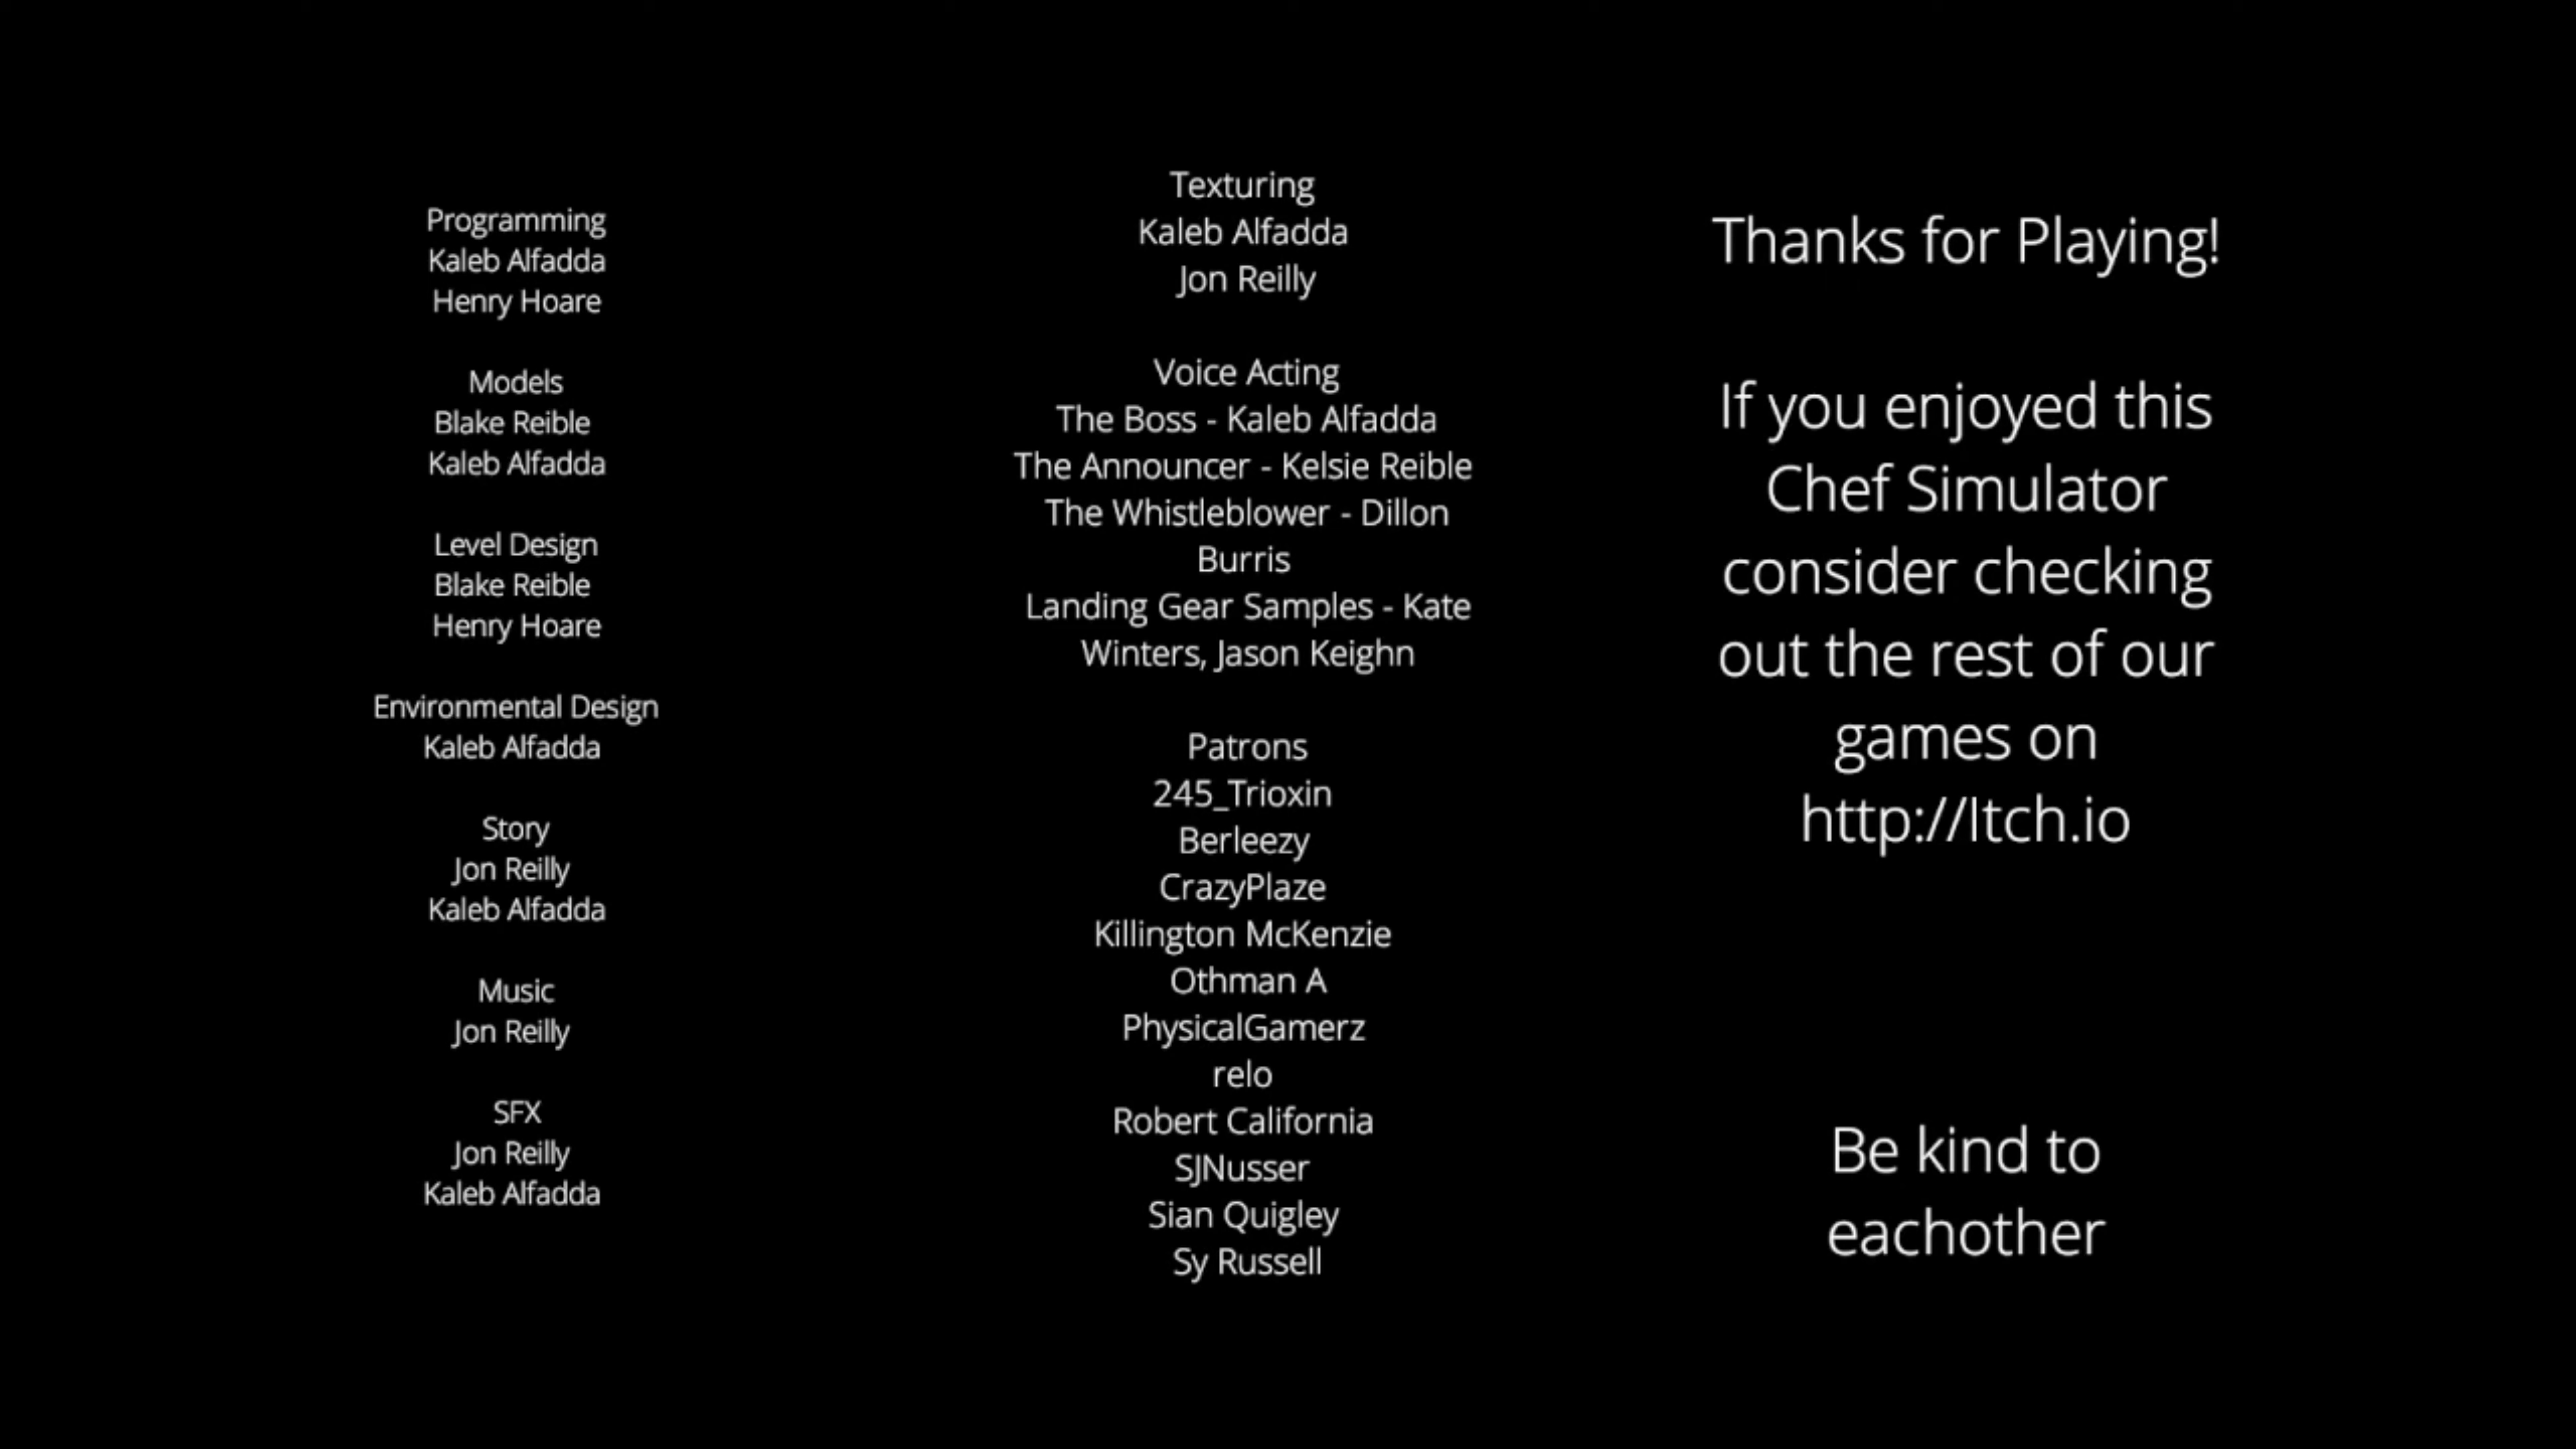 Programming
Kaleb Alfadda
Henry Hoare
Models
Blake Reible
Kaleb Alfadda
Level Design
Blake Reible
Henry Hoare
Environmental Design
Kaleb Alfadda
Story
Jon Reilly
Kaleb Alfadda
Music
Jon Reilly
SFX
Jon Reilly
Kaleb Alfadda
Texturing
Kaleb Alfadda
Jon Reilly
Voice Acting
The Boss - Kaleb Alfadda
The Announcer - Kelsie Reible
The Whistleblower - Dillon
Burris
Landing Gear Samples - Kate
Winters, Jason Keighn
Patrons
245_Trioxin
Berleezy
CrazyPlaze
Killington McKenzie
Othman A
PhysicalGamerz
relo
Robert California
SJNusser
Sian Quigley
Sy Russell
Thanks for Playing!
If you enjoyed this
Chef Simulator
consider checking
out the rest of our
games on
http://Itch.io
Be kind to
eachother